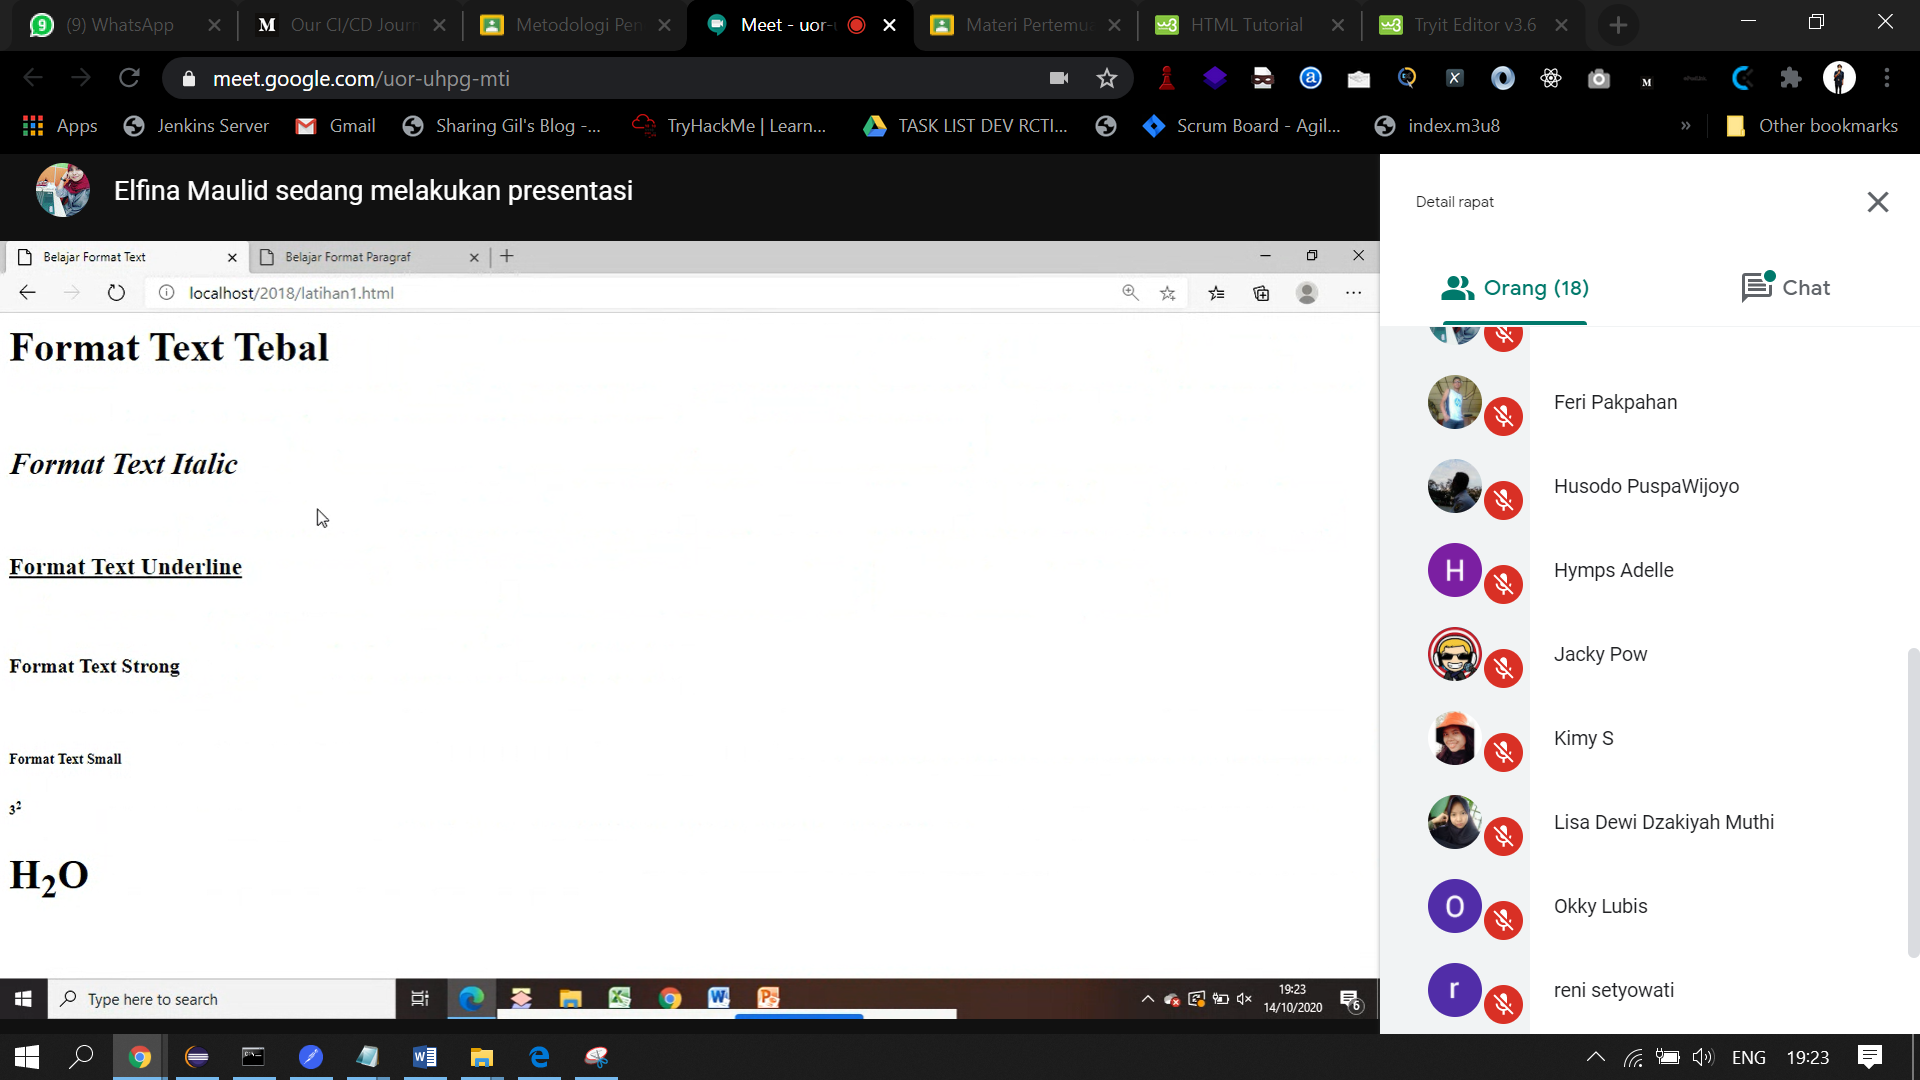 (9) WhatsApp
Our CI/CD Journ
Metodologi Pen
Meet - uor-
Materi Pertemua
HTML Tutorial
Tryit Editor v3.6
meet.google.com/uor-uhpg-mti
Apps
Jenkins Server
Gmail
Sharing Gil's Blog -...
TryHackMe | Learn...
TASK LIST DEV RCTI...
Scrum Board - Agil...
index.m3u8
»
Other bookmarks
Elfina Maulid sedang melakukan presentasi
Belajar Format Text
Belajar Format Paragraf
localhost/2018/latihan1.html
Format Text Tebal
Format Text Italic
Format Text Underline
Format Text Strong
Format Text Small
3²
H₂O
Type here to search
19:23
14/10/2020
6
Detail rapat
Orang (18)
Chat
Feri Pakpahan
Husodo PuspaWijoyo
H
Hymps Adelle
Jacky Pow
Kimy S
Lisa Dewi Dzakiyah Muthi
O
Okky Lubis
r
reni setyowati
ENG
19:23